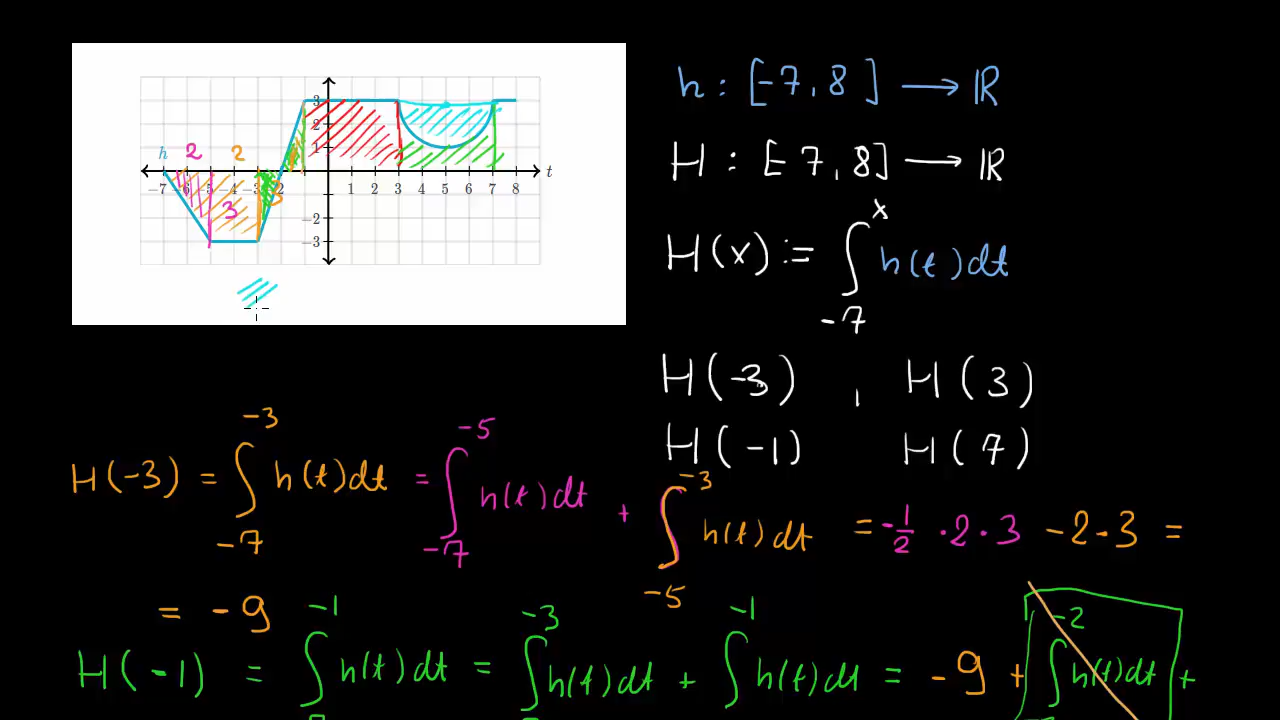 h : [-7, 8] → ℝ
H : [-7, 8] → ℝ
H(x) := ∫_{-7}^{x} h(t)dt
H(-3) , H(3)
H(-1) H(7)
3
2
1
h 2 2
-7 -6 -5 -4 -3 -2 1 2 3 4 5 6 7 8 t
3
-2
-3
H(-3) = ∫_{-7}^{-3} h(t)dt = ∫_{-7}^{-5} h(t)dt + ∫_{-5}^{-3} h(t)dt = -1/2 · 2 · 3 - 2 · 3 =
= -9
H(-1) = ∫^{-1} h(t)dt = ∫^{-3} h(t)dt + ∫^{-1} h(t)dt = -9 + ∫^{-2} h(t)dt +